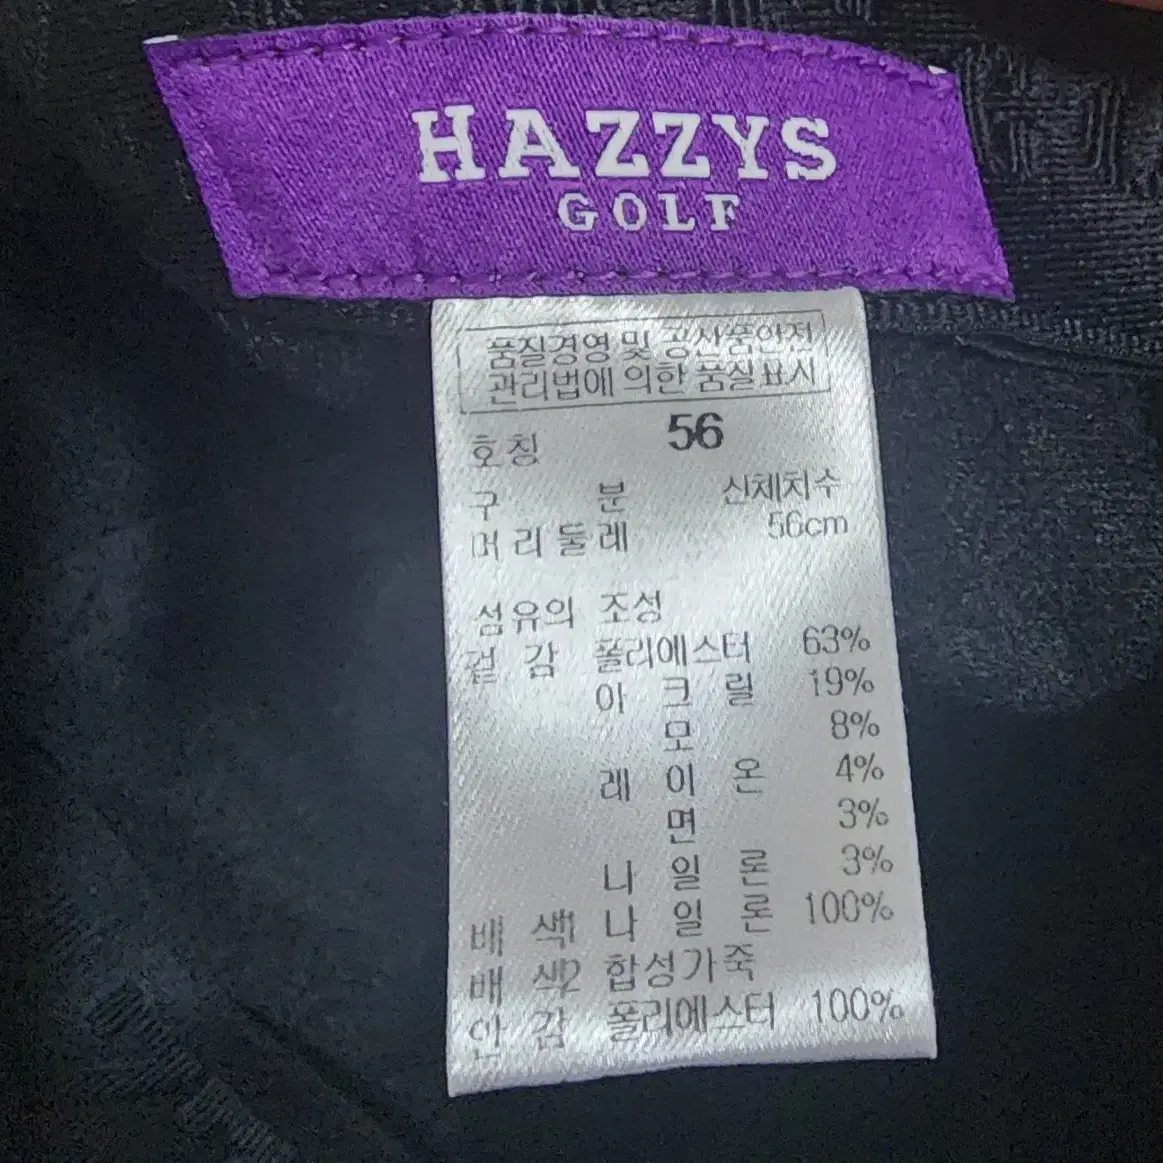 HAZZYS
GOLF
품질경영 및 공산품안전
관리법에 의한 품질표시
호칭 56
구 분 신체치수
머리둘레 56cm
섬유의 조성
겉 감 폴리에스터 63%
아 크 릴 19%
모 8%
레 이 온 4%
면 3%
나 일 론 3%
배 색1 나 일 론 100%
배 색2 합성가죽
안 감 폴리에스터 100%